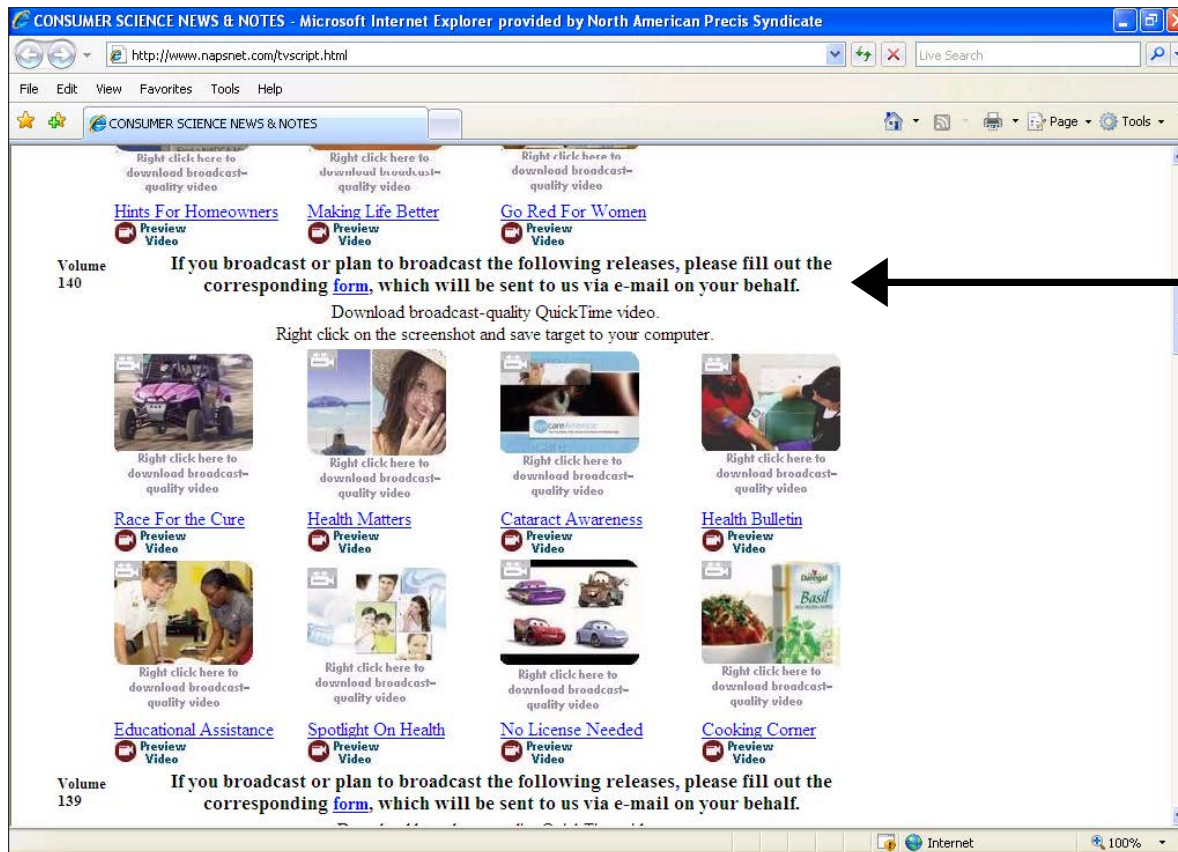 CONSUMER SCIENCE NEWS & NOTES - Microsoft Internet Explorer provided by North American Precis Syndicate
http://www.napsnet.com/tvscript.html
Live Search
File Edit View Favorites Tools Help
CONSUMER SCIENCE NEWS & NOTES
Page Tools
Right click here to download broadcast-quality video
Right click here to download broadcast-quality video
Right click here to download broadcast-quality video
Hints For Homeowners Making Life Better Go Red For Women
Preview Video Preview Video Preview Video
Volume 140
If you broadcast or plan to broadcast the following releases, please fill out the
corresponding form, which will be sent to us via e-mail on your behalf.
Download broadcast-quality QuickTime video.
Right click on the screenshot and save target to your computer.
eyecare America
Right click here to download broadcast-quality video
Right click here to download broadcast-quality video
Right click here to download broadcast-quality video
Right click here to download broadcast-quality video
Race For the Cure Health Matters Cataract Awareness Health Bulletin
Preview Video Preview Video Preview Video Preview Video
Daregal
Basil
Right click here to download broadcast-quality video
Right click here to download broadcast-quality video
Right click here to download broadcast-quality video
Right click here to download broadcast-quality video
Educational Assistance Spotlight On Health No License Needed Cooking Corner
Preview Video Preview Video Preview Video Preview Video
Volume 139
If you broadcast or plan to broadcast the following releases, please fill out the
corresponding form, which will be sent to us via e-mail on your behalf.
Internet 100%